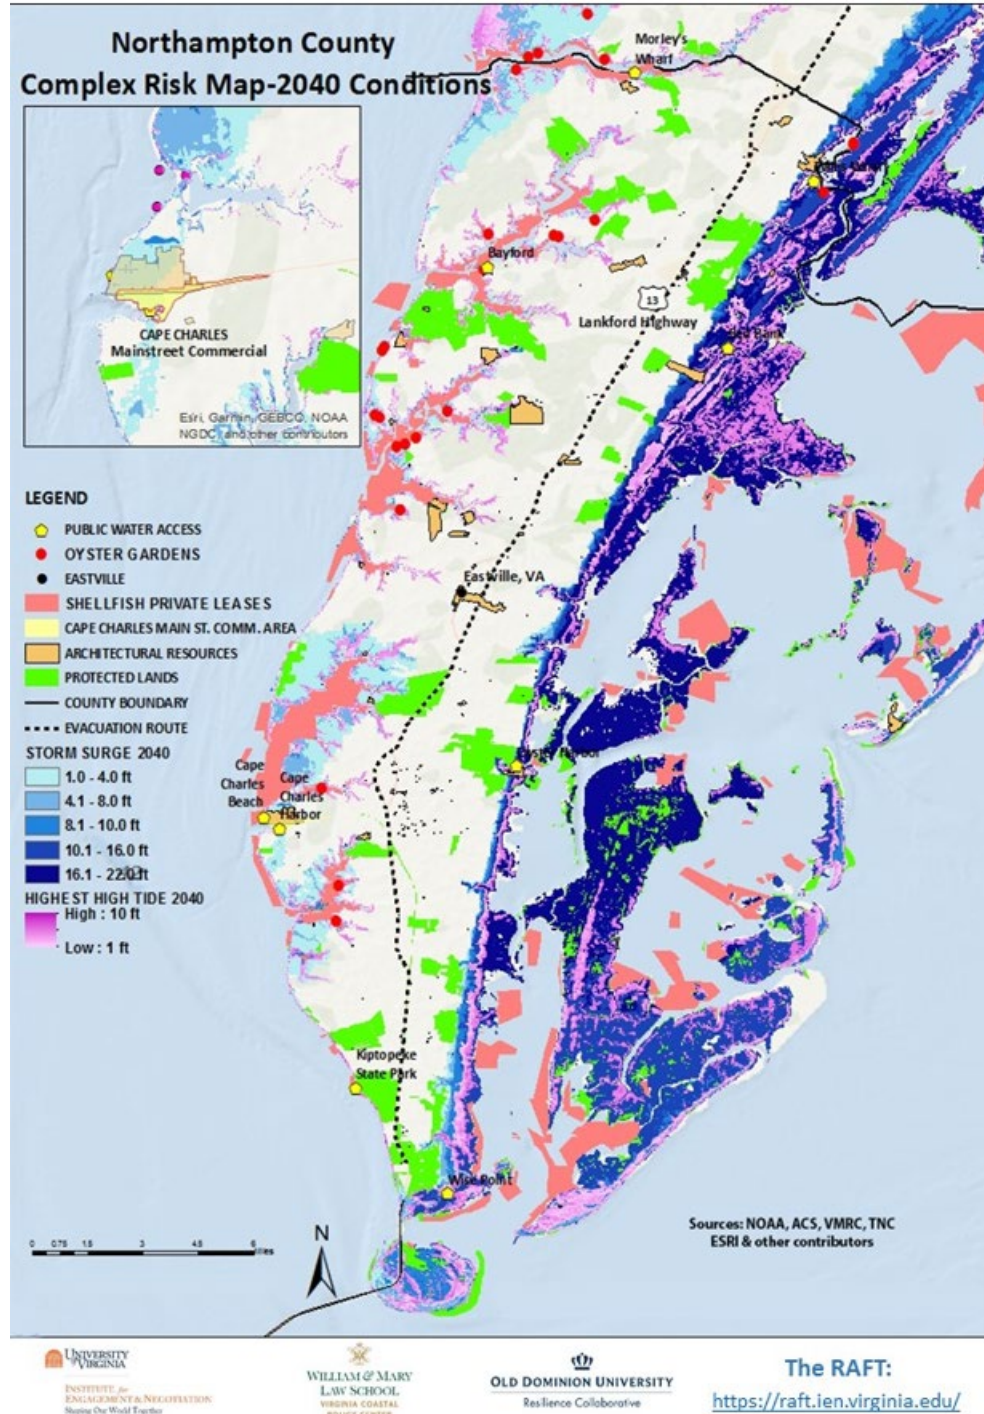 Northampton County
Complex Risk Map-2040 Conditions
CAPE CHARLES
Mainstreet Commercial
Esri, Garmin, GEBCO, NOAA
NGDC, and other contributors
Morley's
Wharf
Bayford
13
Lankford Highway
Eastville, VA
Cape
Charles
Beach
Cape
Charles
Harbor
Kiptopeke
State Park
Wise Point
LEGEND
PUBLIC WATER ACCESS
OYSTER GARDENS
EASTVILLE
SHELLFISH PRIVATE LEASES
CAPE CHARLES MAIN ST. COMM. AREA
ARCHITECTURAL RESOURCES
PROTECTED LANDS
COUNTY BOUNDARY
EVACUATION ROUTE
STORM SURGE 2040
1.0 - 4.0 ft
4.1 - 8.0 ft
8.1 - 10.0 ft
10.1 - 16.0 ft
16.1 - 22.0 ft
HIGHEST HIGH TIDE 2040
High : 10 ft
Low : 1 ft
0 0.75 1.5 3 4.5 6
Miles
N
Sources: NOAA, ACS, VMRC, TNC
ESRI & other contributors
UNIVERSITY
of VIRGINIA
INSTITUTE for
ENGAGEMENT & NEGOTIATION
Shaping Our World Together
WILLIAM & MARY
LAW SCHOOL
VIRGINIA COASTAL
POLICY CENTER
OLD DOMINION UNIVERSITY
Resilience Collaborative
The RAFT:
https://raft.ien.virginia.edu/